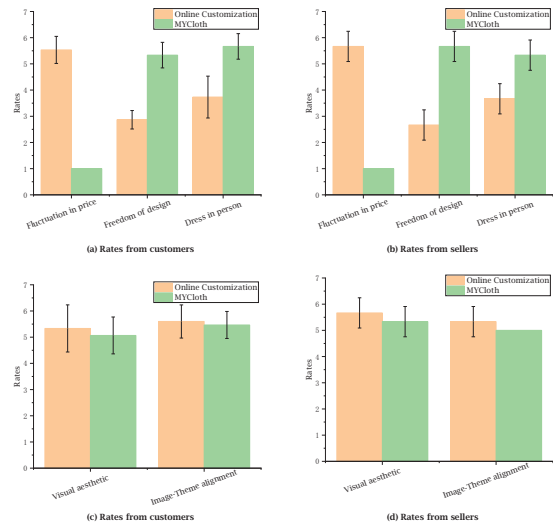 Online Customization
MYCloth
7
6
5
4
3
2
1
0
Rates
Fluctuation in price
Freedom of design
Dress in person
(a) Rates from customers
Online Customization
MYCloth
7
6
5
4
3
2
1
0
Rates
Fluctuation in price
Freedom of design
Dress in person
(b) Rates from sellers
Online Customization
MYCloth
7
6
5
4
3
2
1
0
Rates
Visual aesthetic
Image-Theme alignment
(c) Rates from customers
Online Customization
MYCloth
7
6
5
4
3
2
1
0
Rates
Visual aesthetic
Image-Theme alignment
(d) Rates from sellers